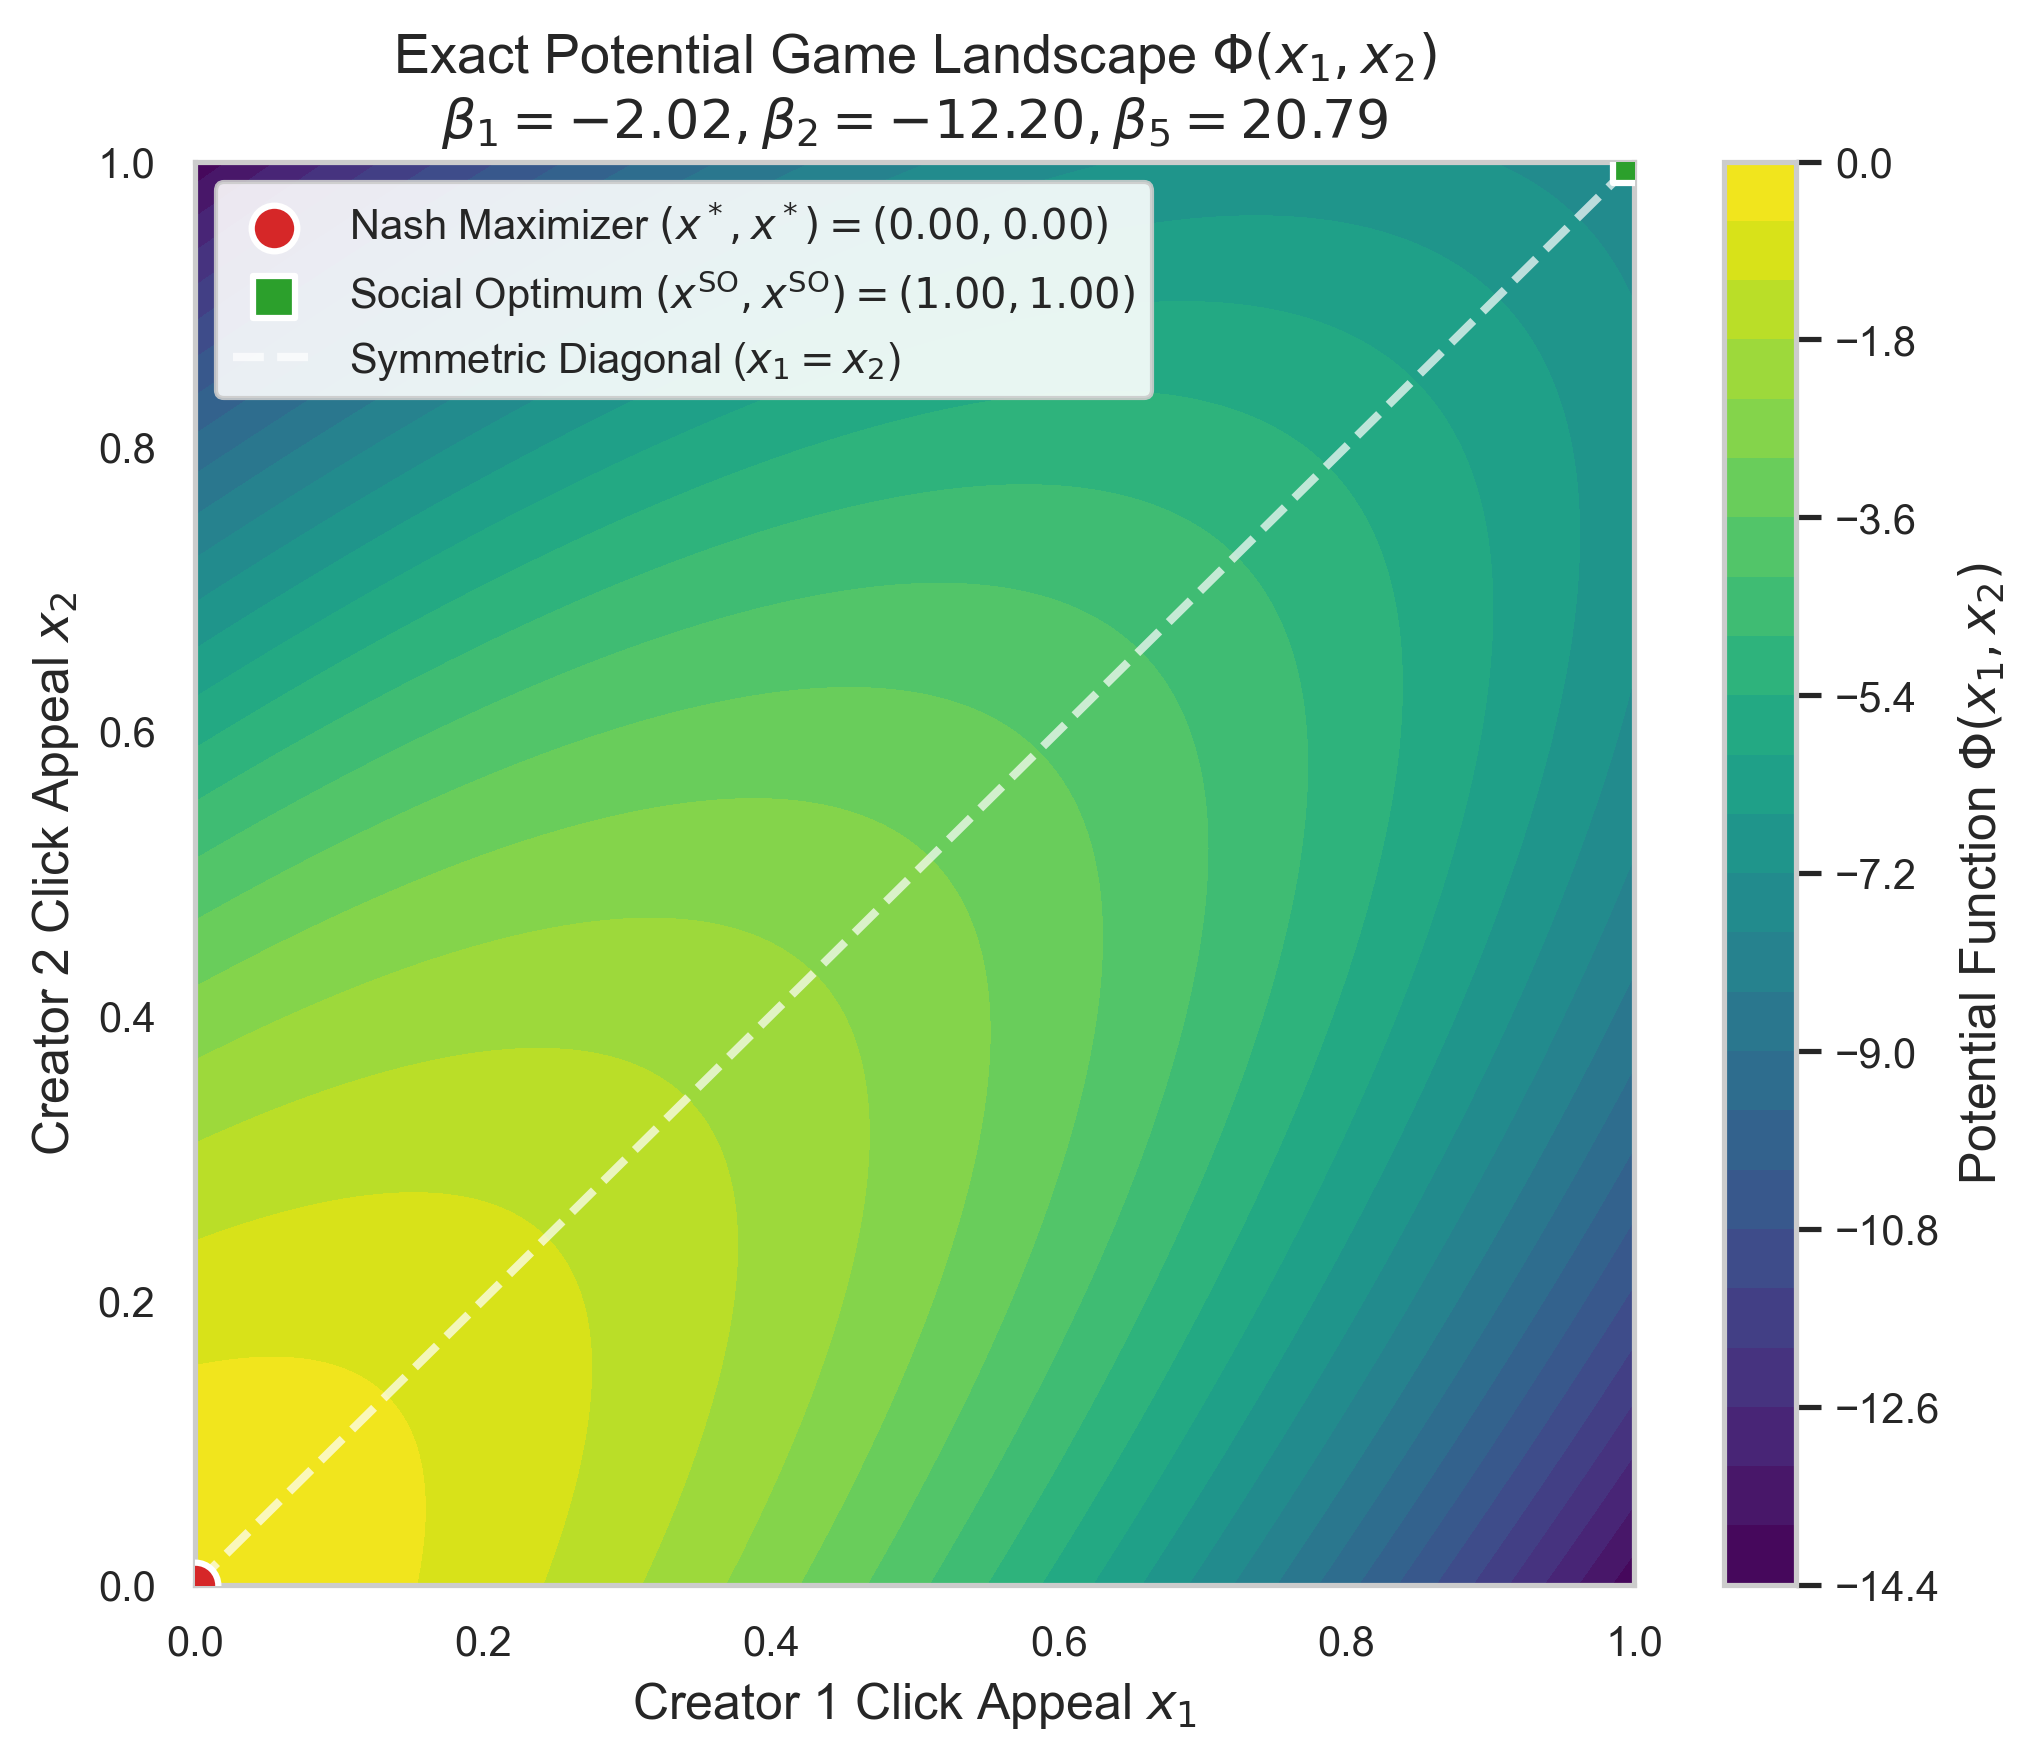 Exact Potential Game Landscape Φ(x₁, x₂)
β₁ = −2.02, β₂ = −12.20, β₅ = 20.79
Nash Maximizer (x*, x*) = (0.00, 0.00)
Social Optimum (xˢᴼ, xˢᴼ) = (1.00, 1.00)
Symmetric Diagonal (x₁ = x₂)
Creator 2 Click Appeal x₂
1.0
0.8
0.6
0.4
0.2
0.0
0.0 0.2 0.4 0.6 0.8 1.0
Creator 1 Click Appeal x₁
0.0
−1.8
−3.6
−5.4
−7.2
−9.0
−10.8
−12.6
−14.4
Potential Function Φ(x₁, x₂)